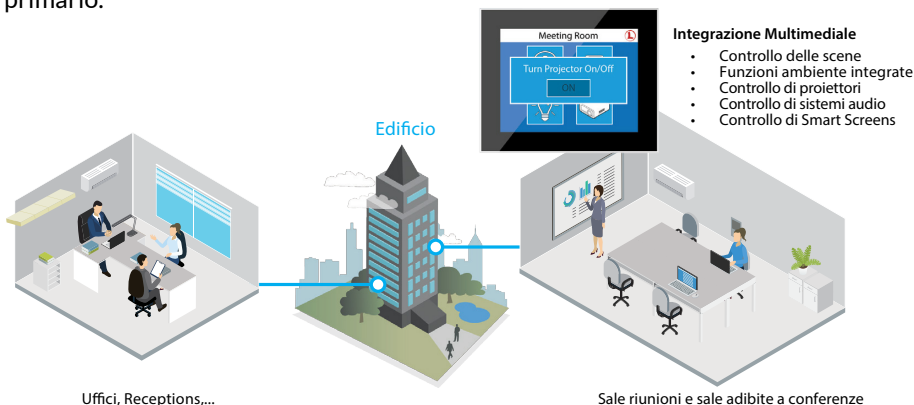 primario.
Meeting Room
L
Turn Projector On/Off
ON
Integrazione Multimediale
• Controllo delle scene
• Funzioni ambiente integrate
• Controllo di proiettori
• Controllo di sistemi audio
• Controllo di Smart Screens
Edificio
Uffici, Receptions,...
Sale riunioni e sale adibite a conferenze